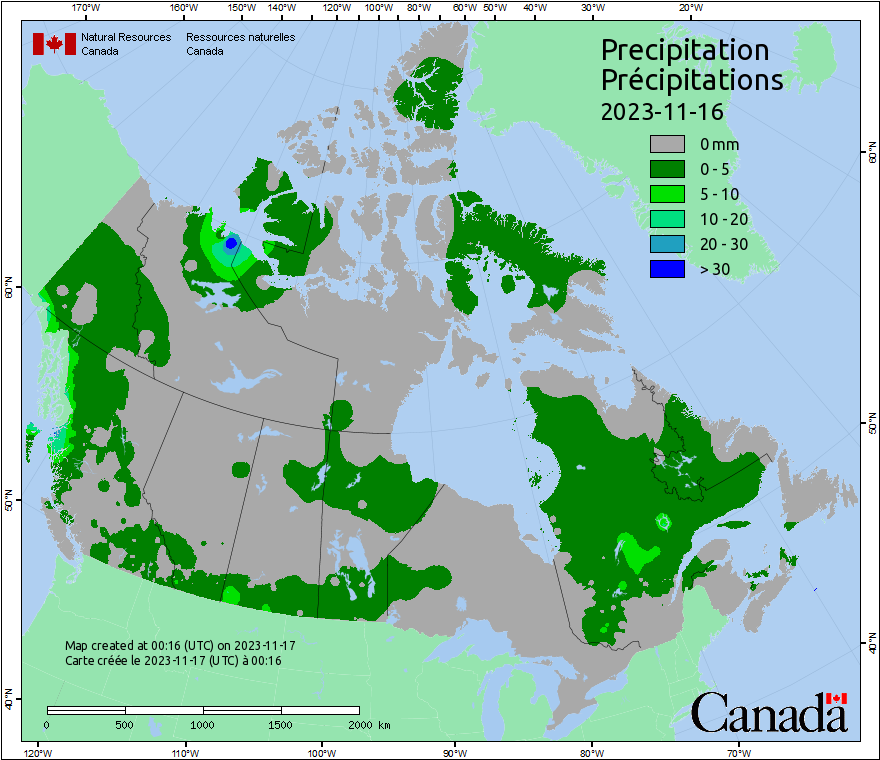 170°W 160°W 150°W 140°W 130°W 120°W 110°W 100°W 90°W 80°W 70°W 60°W 50°W 40°W 30°W 20°W
Natural Resources Ressources naturelles
Canada Canada
Precipitation
Précipitations
2023-11-16
0 mm
0 - 5
5 - 10
10 - 20
20 - 30
> 30
60°N
60°N
50°N
50°N
40°N
40°N
Map created at 00:16 (UTC) on 2023-11-17
Carte créée le 2023-11-17 (UTC) à 00:16
0 500 1000 1500 2000 km
Canada
120°W 110°W 100°W 90°W 80°W 70°W